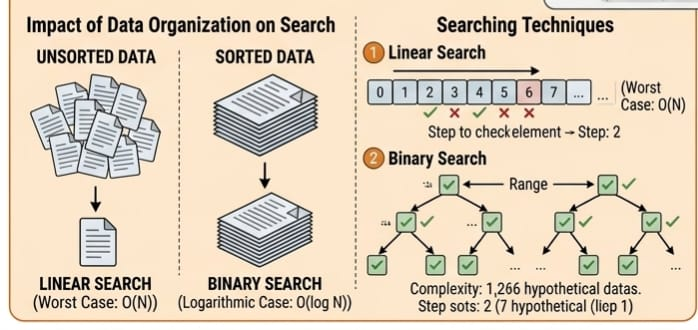 Impact of Data Organization on Search
UNSORTED DATA
SORTED DATA
LINEAR SEARCH
(Worst Case: O(N))
BINARY SEARCH
(Logarithmic Case: O(log N))
Searching Techniques
1 Linear Search
0 1 2 3 4 5 6 7 ... ... (Worst
Case: O(N)
Step to checkelement → Step: 2
2 Binary Search
Range
...
... ... ...
Complexity: 1,266 hypothetical datas.
Step sots: 2 (7 hypothetical (liep 1)